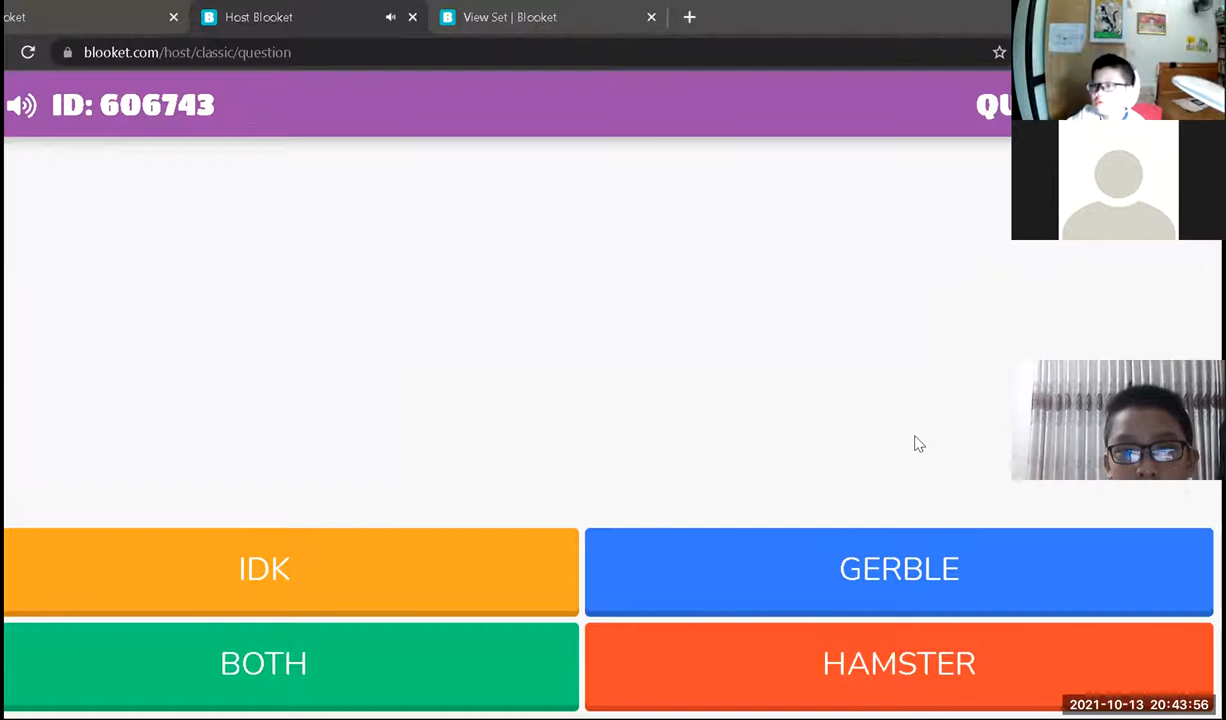 ooket
Host Blooket
View Set | Blooket
blooket.com/host/classic/question
ID: 606743
QU
IDK
GERBLE
BOTH
HAMSTER
2021-10-13 20:43:56